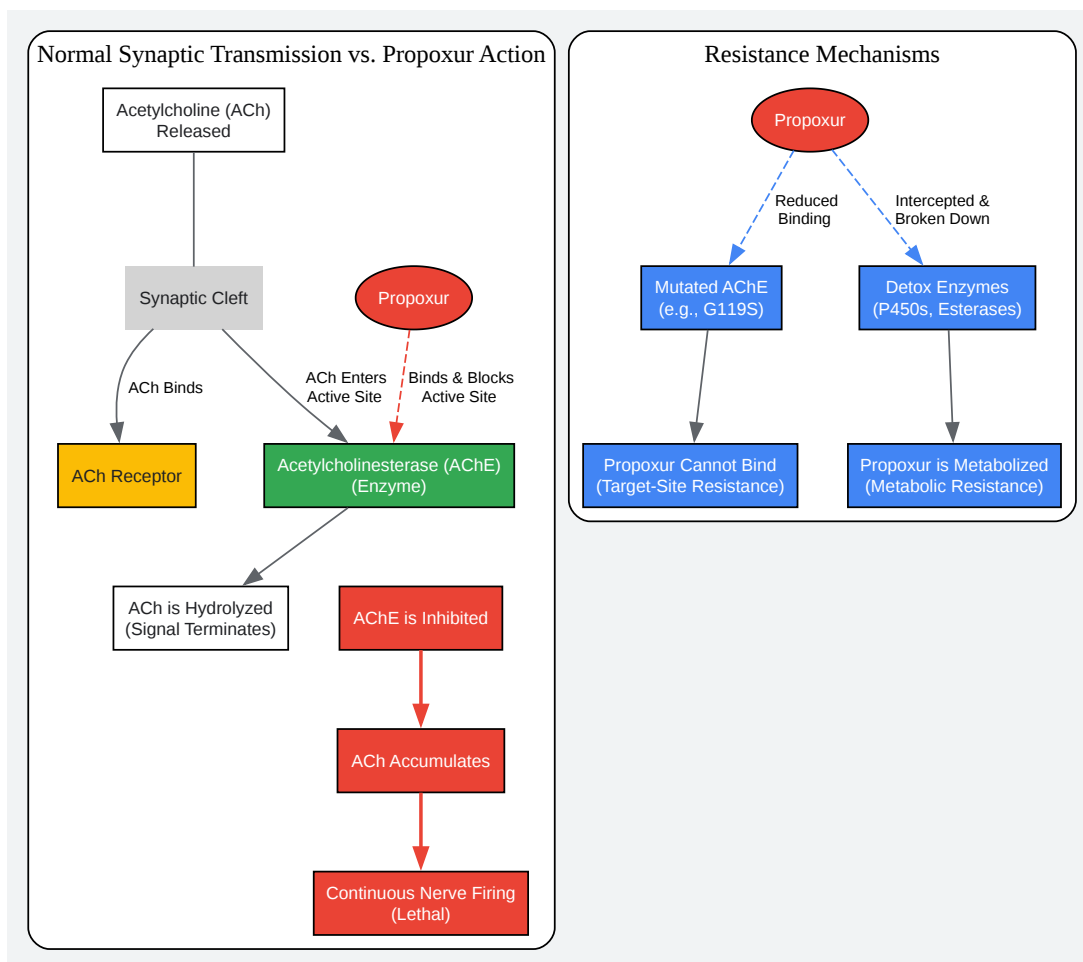 Normal Synaptic Transmission vs. Propoxur Action
Acetylcholine (ACh)
Released
Synaptic Cleft
Propoxur
ACh Binds
ACh Enters
Active Site
Binds & Blocks
Active Site
ACh Receptor
Acetylcholinesterase (AChE)
(Enzyme)
ACh is Hydrolyzed
(Signal Terminates)
AChE is Inhibited
ACh Accumulates
Continuous Nerve Firing
(Lethal)
Resistance Mechanisms
Propoxur
Reduced
Binding
Intercepted &
Broken Down
Mutated AChE
(e.g., G119S)
Detox Enzymes
(P450s, Esterases)
Propoxur Cannot Bind
(Target-Site Resistance)
Propoxur is Metabolized
(Metabolic Resistance)